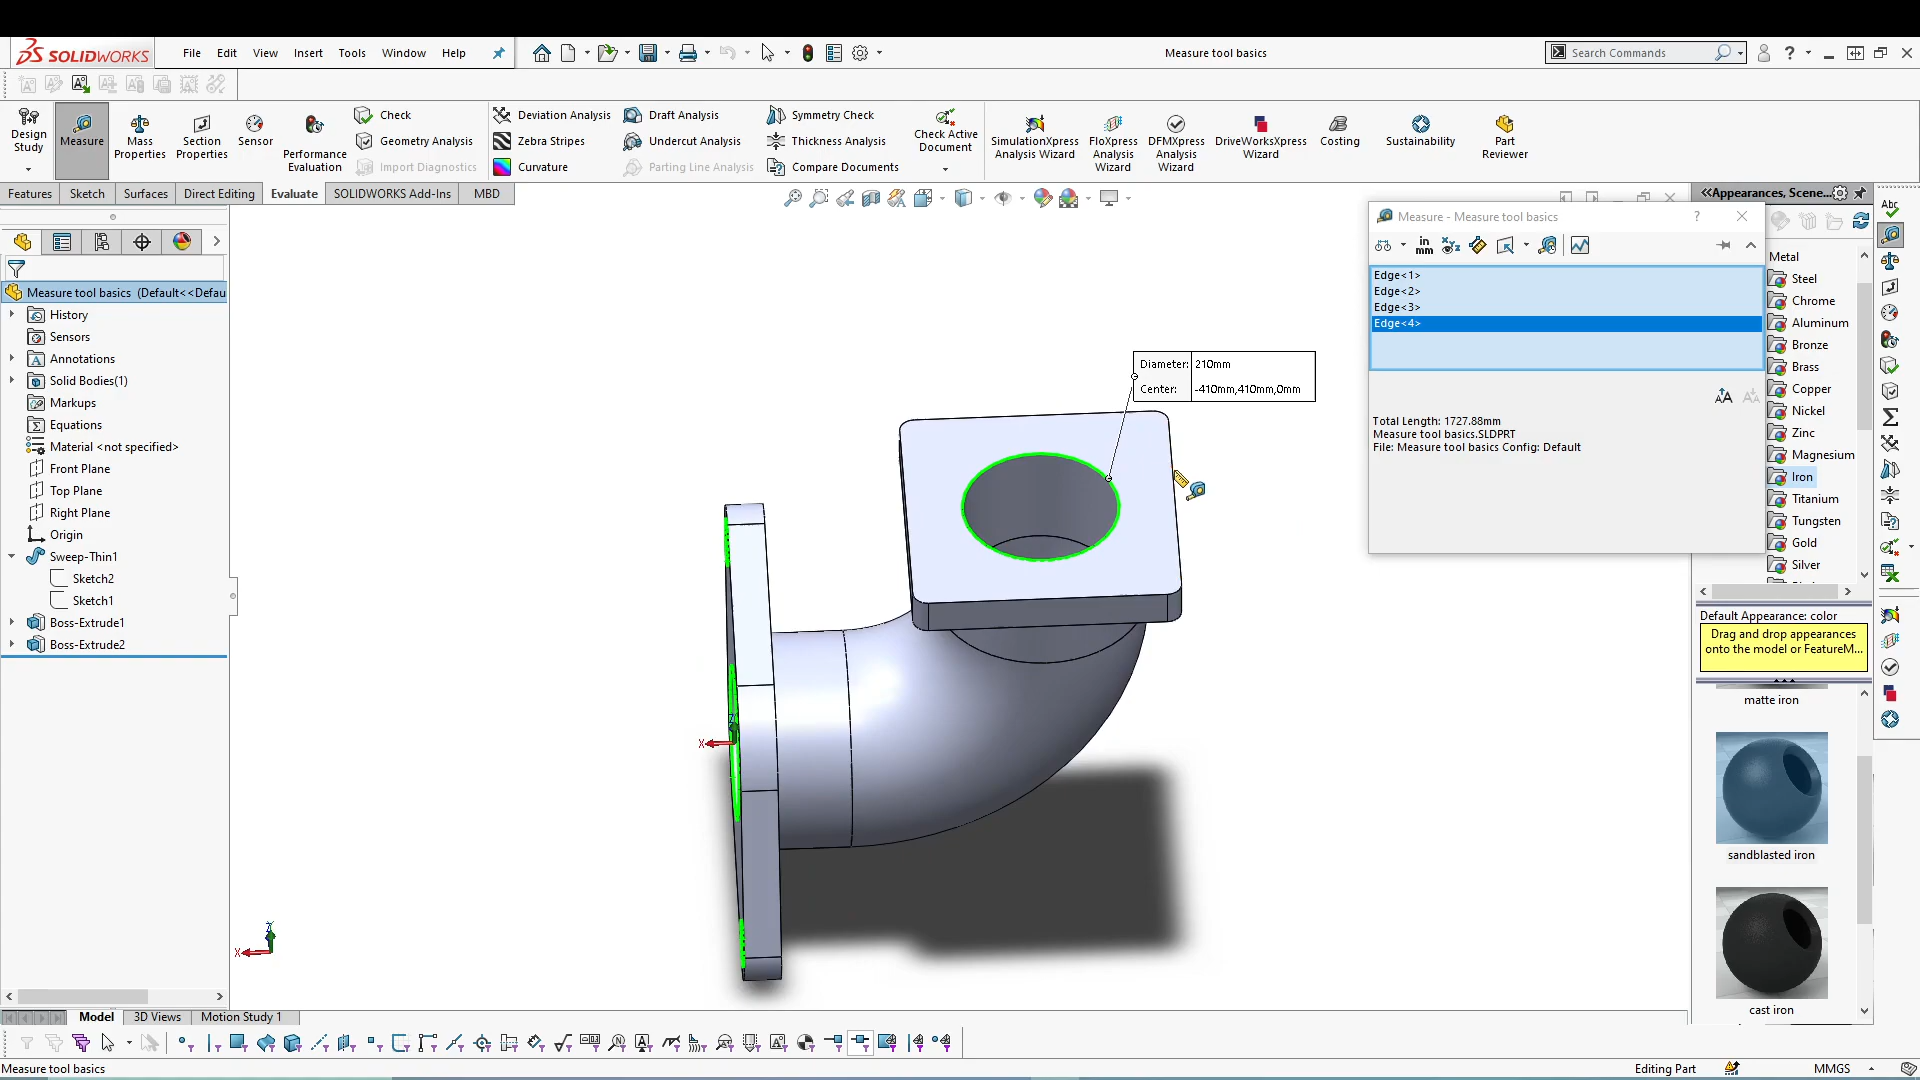 SOLIDWORKS
File Edit View Insert Tools Window Help
Measure tool basics
Search Commands
Design Study
Measure
Mass Properties
Section Properties
Sensor
Performance Evaluation
Check
Geometry Analysis
Import Diagnostics
Deviation Analysis
Zebra Stripes
Curvature
Draft Analysis
Undercut Analysis
Parting Line Analysis
Symmetry Check
Thickness Analysis
Compare Documents
Check Active Document
SimulationXpress Analysis Wizard
FloXpress Analysis Wizard
DFMXpress Analysis Wizard
DriveWorksXpress Wizard
Costing
Sustainability
Part Reviewer
Features Sketch Surfaces Direct Editing Evaluate SOLIDWORKS Add-Ins MBD
Measure tool basics (Default<<Defau
History
Sensors
Annotations
Solid Bodies(1)
Markups
Equations
Material <not specified>
Front Plane
Top Plane
Right Plane
Origin
Sweep-Thin1
Sketch2
Sketch1
Boss-Extrude1
Boss-Extrude2
Diameter: 210mm
Center: -410mm,410mm,0mm
X
Z
X
Z
Measure - Measure tool basics
in
mm
Edge<1>
Edge<2>
Edge<3>
Edge<4>
Total Length: 1727.88mm
Measure tool basics.SLDPRT
File: Measure tool basics Config: Default
Appearances, Scene...
Metal
Steel
Chrome
Aluminum
Bronze
Brass
Copper
Nickel
Zinc
Magnesium
Iron
Titanium
Tungsten
Gold
Silver
Default Appearance: color
Drag and drop appearances
onto the model or FeatureM...
matte iron
sandblasted iron
cast iron
Model 3D Views Motion Study 1
Measure tool basics
Editing Part
MMGS